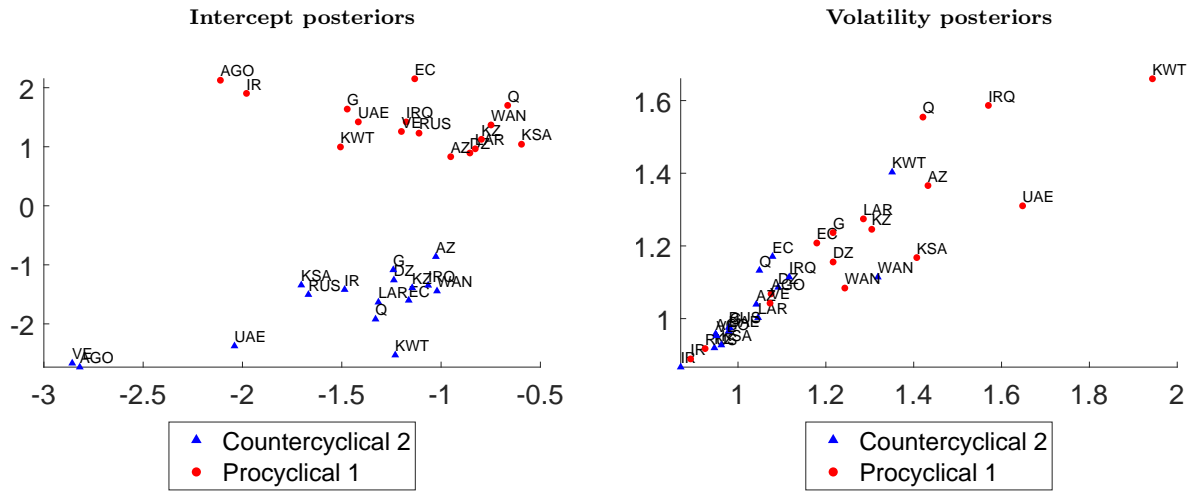 Intercept posteriors
2
1
0
-1
-2
-3
-2.5
-2
-1.5
-1
-0.5
AGO
IR
EC
G
UAE
IRQ
VE
RUS
KWT
Q
WAN
KZ
LAR
DZ
AZ
KSA
AZ
G
DZ
KSA
RUS
IR
KZ
IRQ
WAN
LAR
EC
Q
UAE
KWT
VE
AGO
Countercyclical 2
Procyclical 1
Volatility posteriors
1.6
1.4
1.2
1
1
1.2
1.4
1.6
1.8
2
KWT
IRQ
Q
KWT
AZ
UAE
LAR
KZ
G
EC
DZ
KSA
WAN
WAN
EC
Q
IRQ
DZ
AGO
VE
AZ
LAR
RUS
UAE
KSA
IR
IR
Countercyclical 2
Procyclical 1